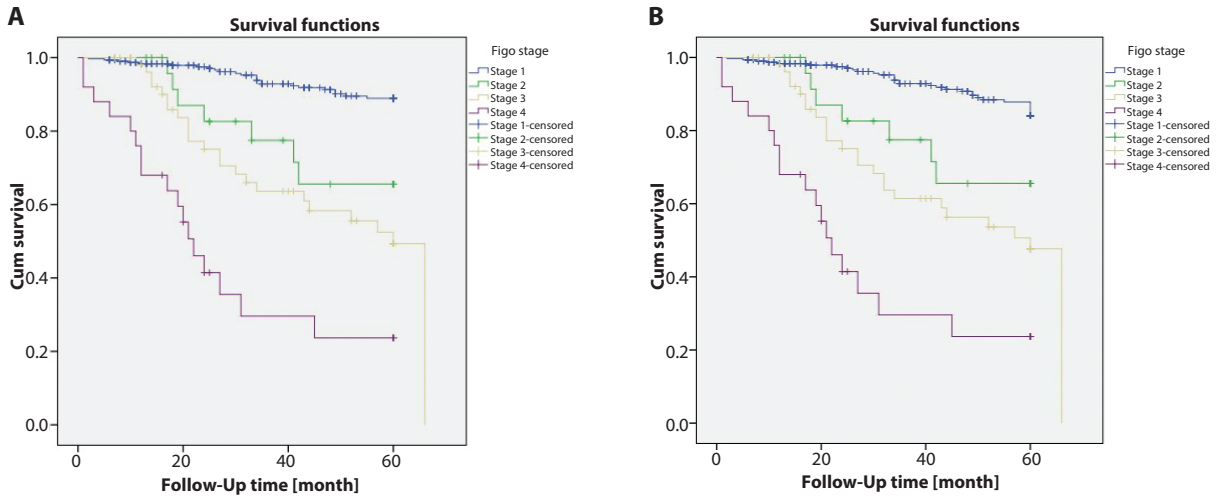 A
Survival functions
Cum survival
1.0
0.8
0.6
0.4
0.2
0.0
0
20
40
60
Follow-Up time [month]
Figo stage
Stage 1
Stage 2
Stage 3
Stage 4
Stage 1-censored
Stage 2-censored
Stage 3-censored
Stage 4-censored
B
Survival functions
Cum survival
1.0
0.8
0.6
0.4
0.2
0.0
0
20
40
60
Follow-Up time [month]
Figo stage
Stage 1
Stage 2
Stage 3
Stage 4
Stage 1-censored
Stage 2-censored
Stage 3-censored
Stage 4-censored